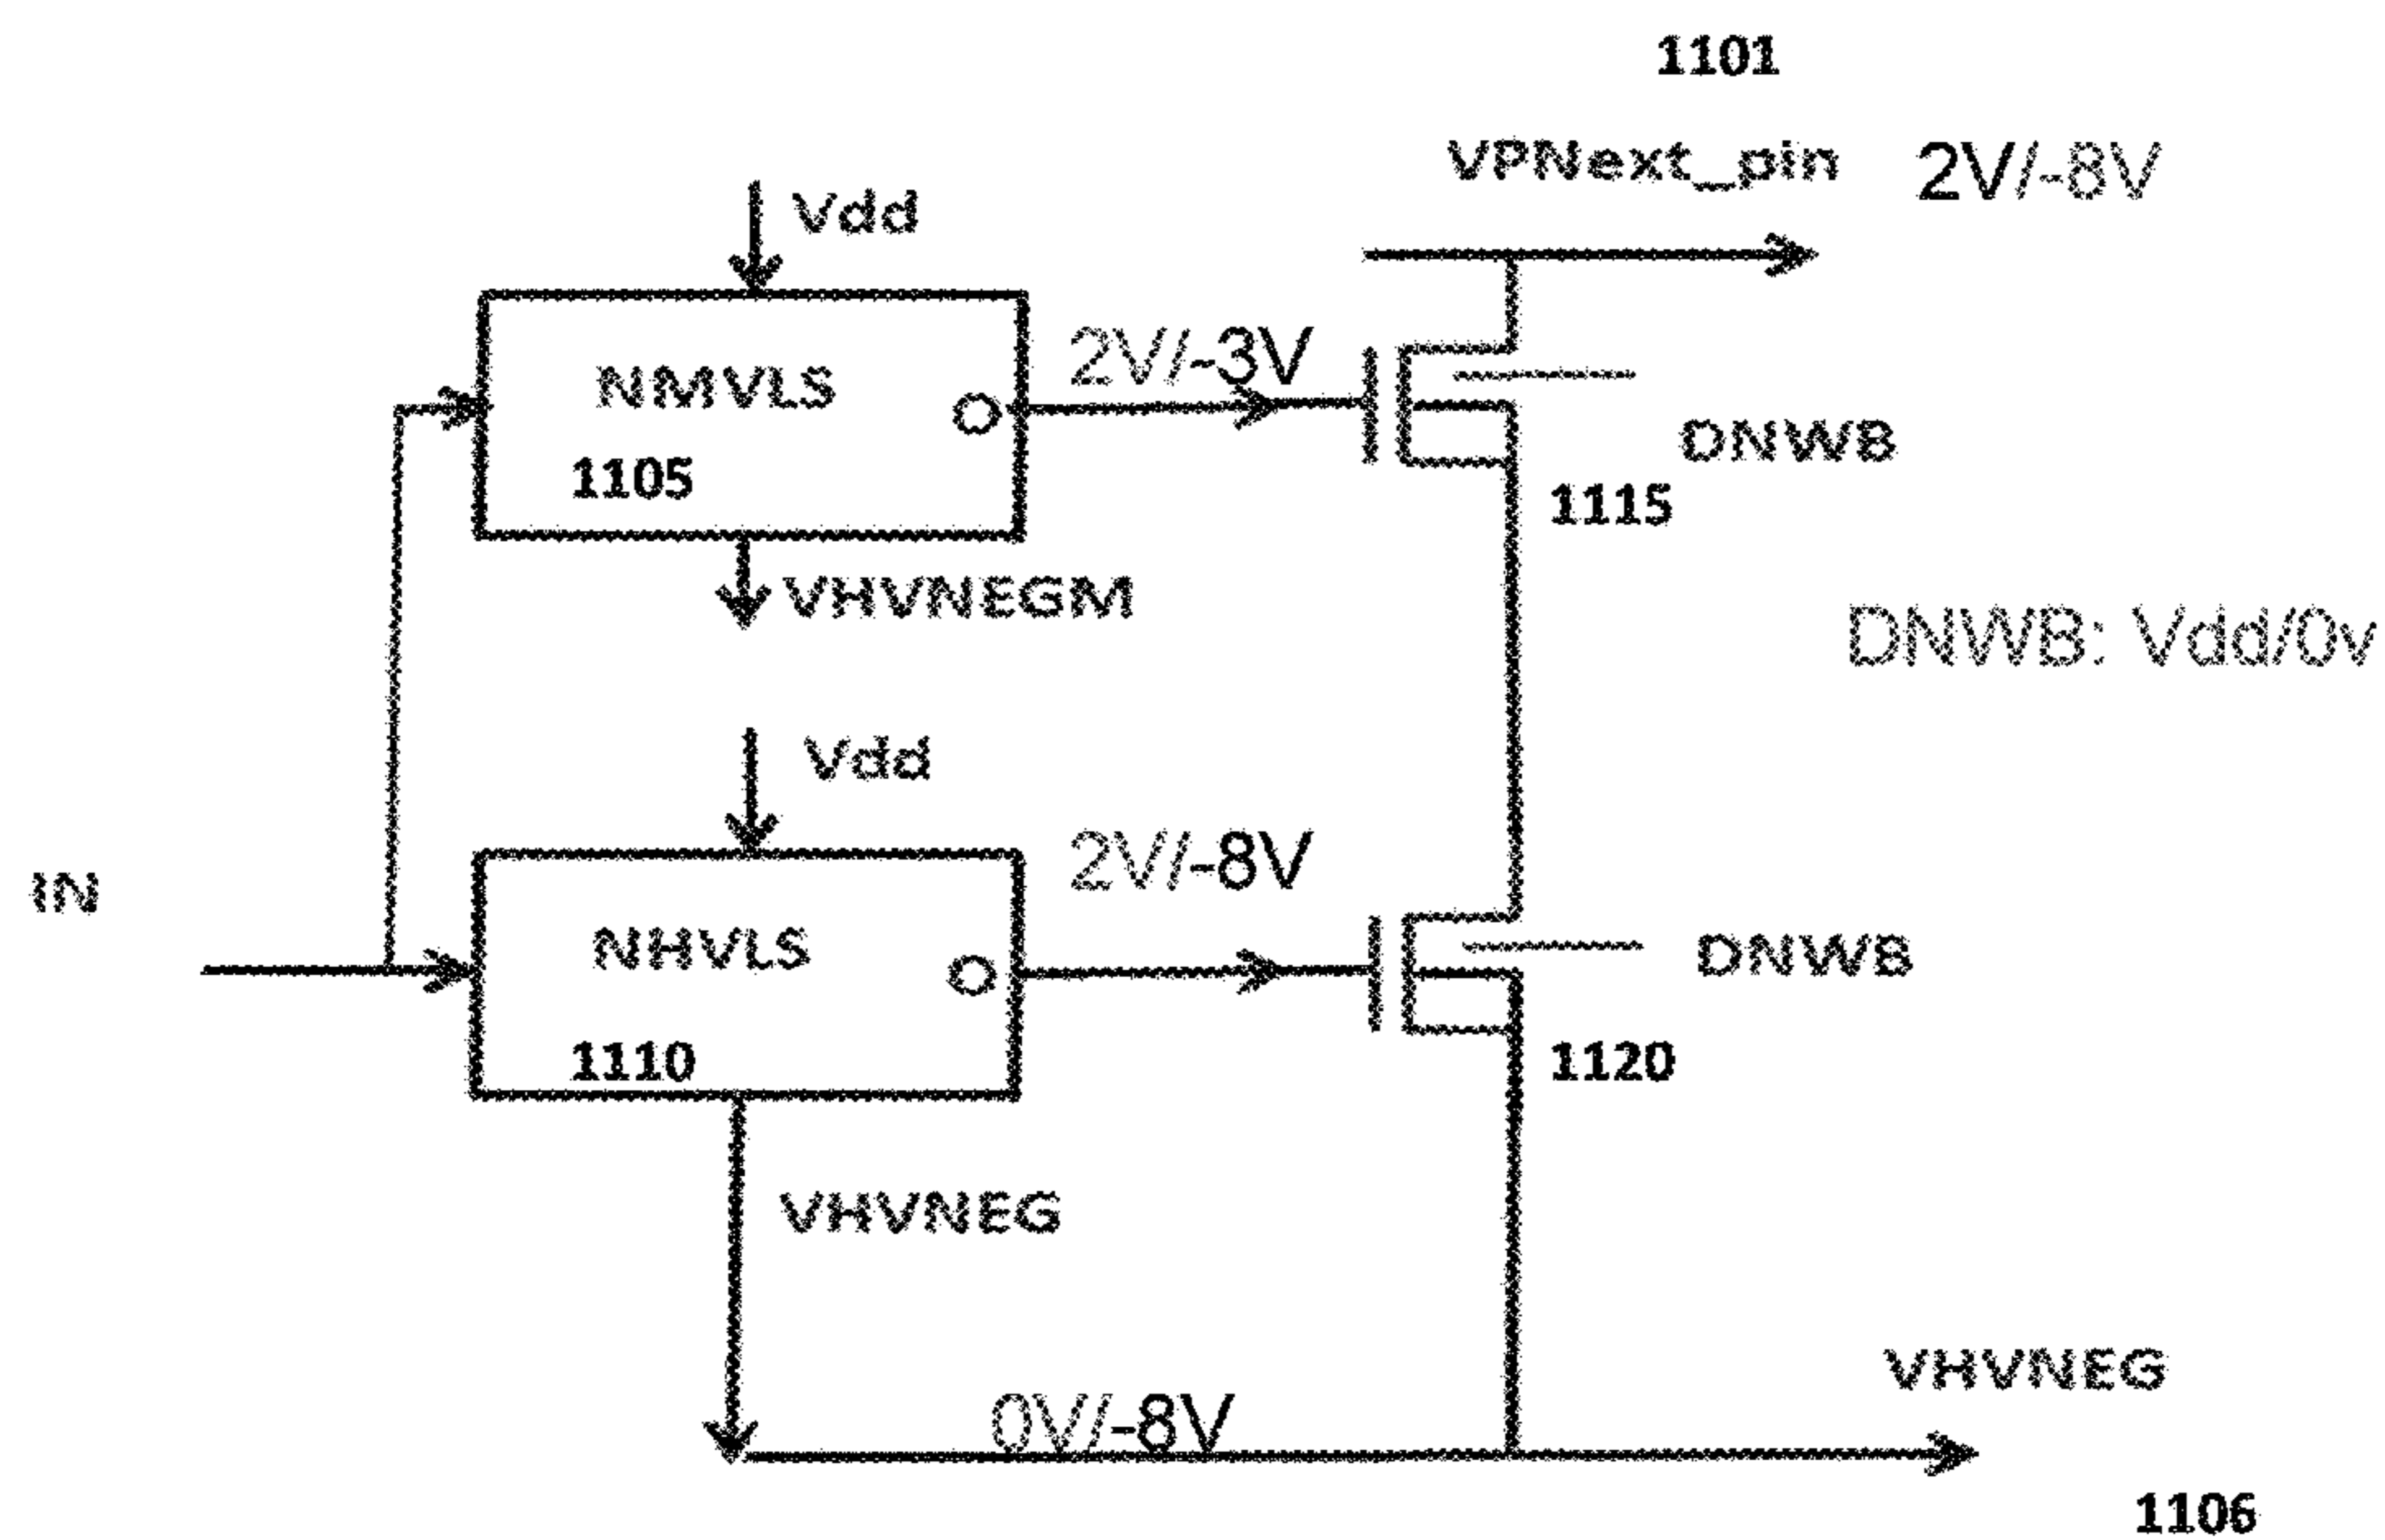 1101
VPNext_pin 2V/-8V
Vdd
NMVLS
2V/-3V
1105
DNWB
1115
VHVNEGM
DNWB: Vdd/0v
Vdd
2V/-8V
IN
NHVLS
DNWB
1110
1120
VHVNEG
0V/-8V
VHVNEG
1106